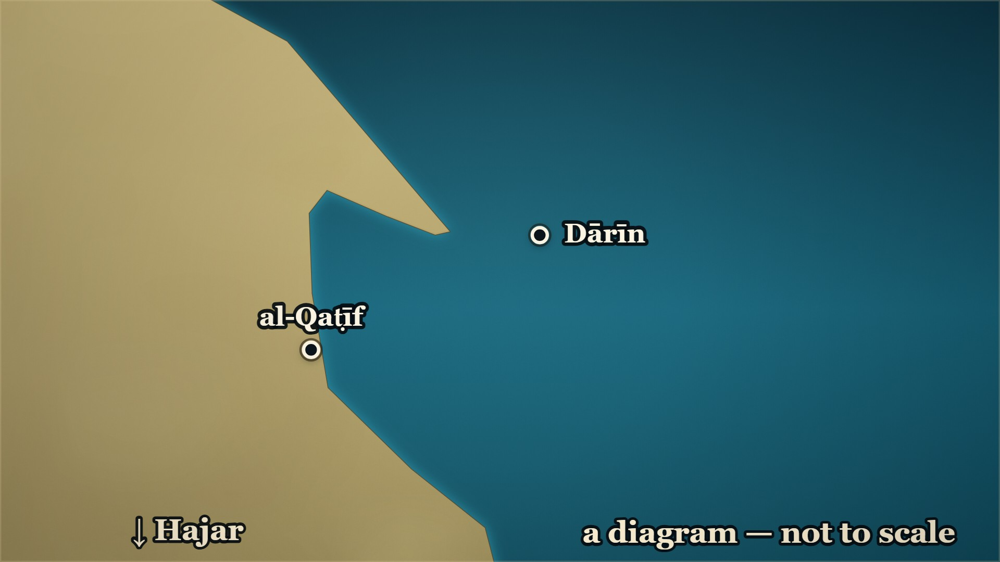 Dārīn
al-Qaṭīf
↓ Hajar
a diagram — not to scale